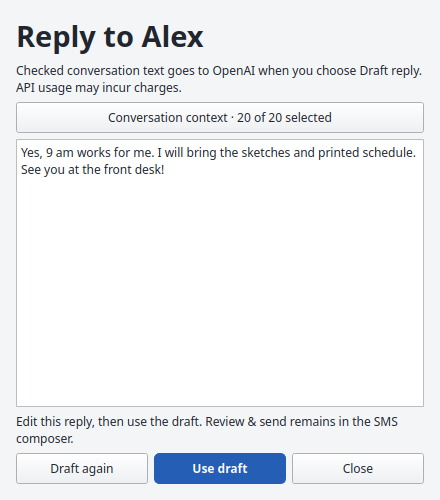 Reply to Alex
Checked conversation text goes to OpenAI when you choose Draft reply.
API usage may incur charges.
Conversation context · 20 of 20 selected
Yes, 9 am works for me. I will bring the sketches and printed schedule.
See you at the front desk!
Edit this reply, then use the draft. Review & send remains in the SMS
composer.
Draft again
Use draft
Close